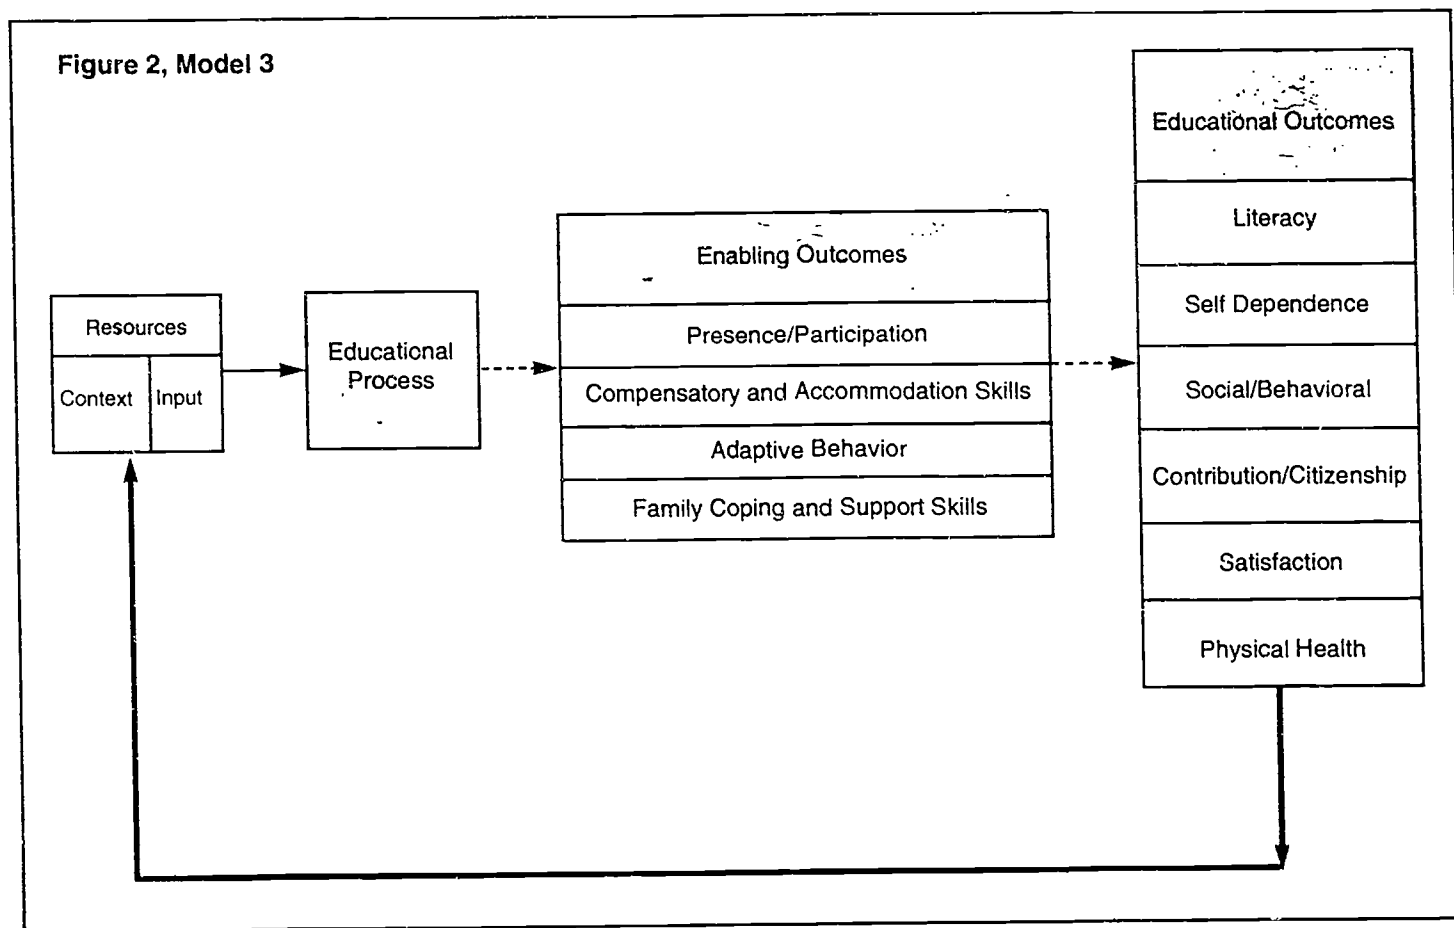 Figure 2, Model 3
Resources
Context
Input
Educational
Process
Enabling Outcomes
Presence/Participation
Compensatory and Accommodation Skills
Adaptive Behavior
Family Coping and Support Skills
Educational Outcomes
Literacy
Self Dependence
Social/Behavioral
Contribution/Citizenship
Satisfaction
Physical Health